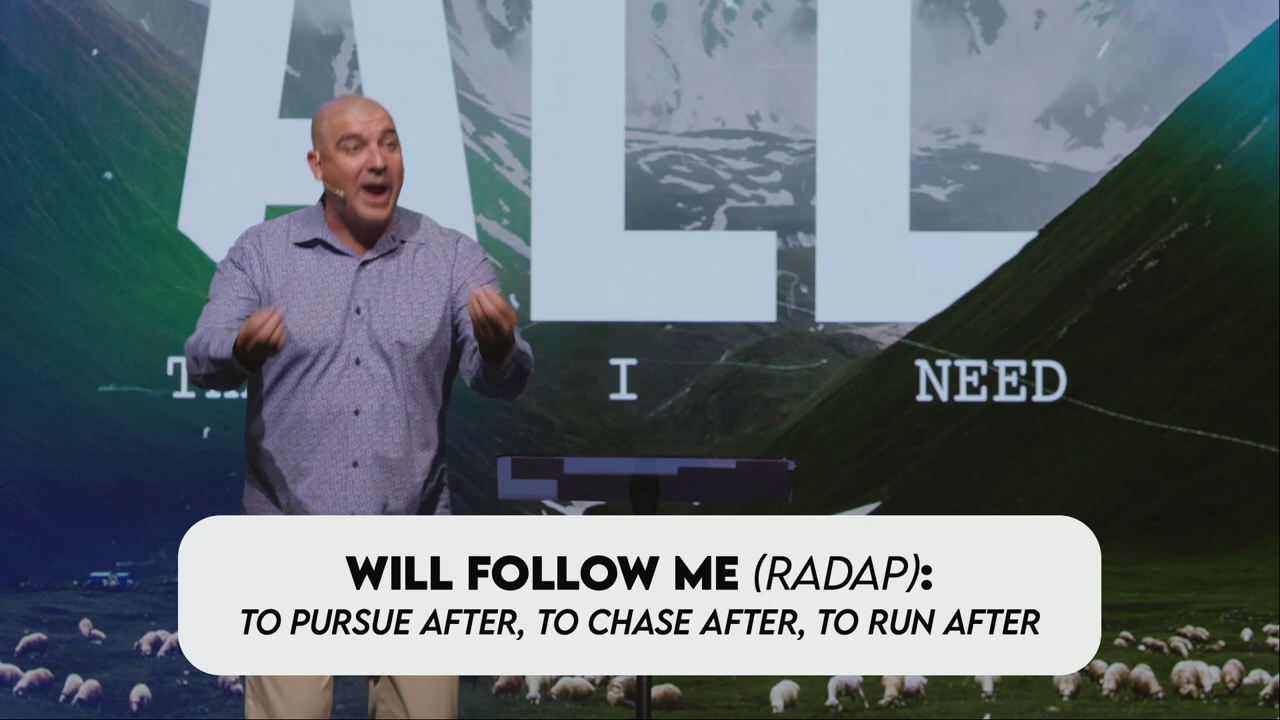 ALL
I NEED
WILL FOLLOW ME (RADAP):
TO PURSUE AFTER, TO CHASE AFTER, TO RUN AFTER